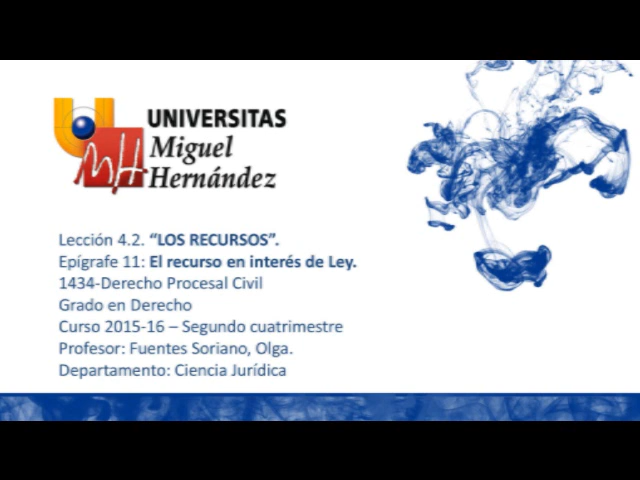 UNIVERSITAS
Miguel
Hernández
Lección 4.2. “LOS RECURSOS”.
Epígrafe 11: El recurso en interés de Ley.
1434-Derecho Procesal Civil
Grado en Derecho
Curso 2015-16 – Segundo cuatrimestre
Profesor: Fuentes Soriano, Olga.
Departamento: Ciencia Jurídica